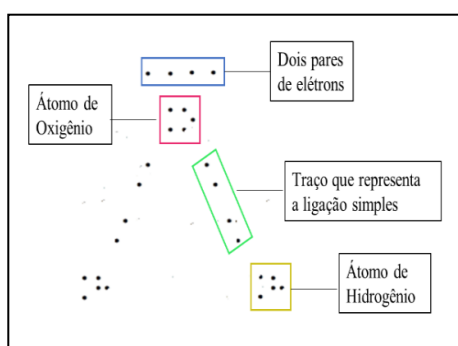 Dois pares
de elétrons
Átomo de
Oxigênio
Traço que representa
a ligação simples
Átomo de
Hidrogênio